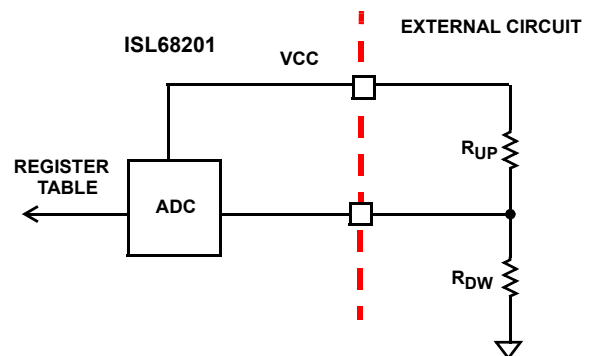 EXTERNAL CIRCUIT
ISL68201
VCC
RUP
REGISTER
TABLE
ADC
RDW